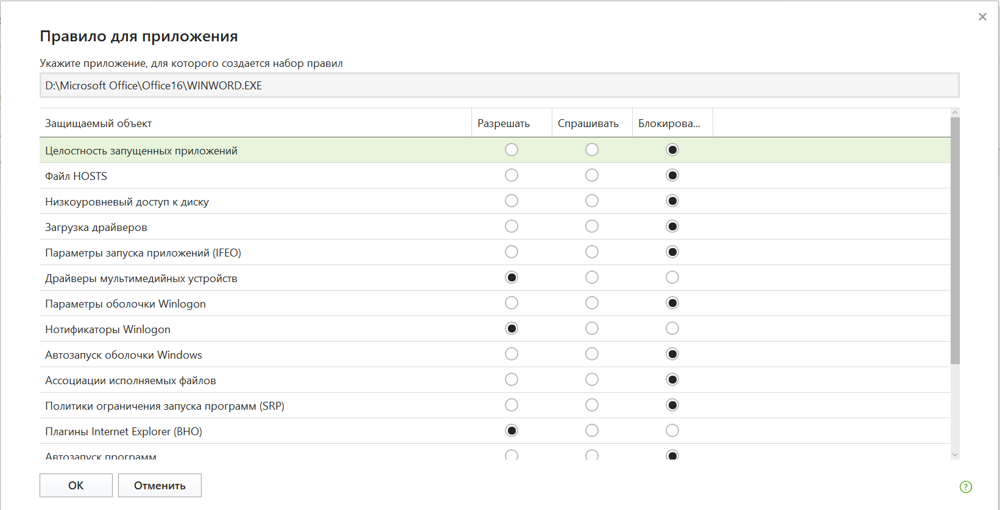 Правило для приложения
Укажите приложение, для которого создается набор правил
D:\Microsoft Office\Office16\WINWORD.EXE
Защищаемый объект Разрешать Спрашивать Блокирова...
Целостность запущенных приложений
Файл HOSTS
Низкоуровневый доступ к диску
Загрузка драйверов
Параметры запуска приложений (IFEO)
Драйверы мультимедийных устройств
Параметры оболочки Winlogon
Нотификаторы Winlogon
Автозапуск оболочки Windows
Ассоциации исполняемых файлов
Политики ограничения запуска программ (SRP)
Плагины Internet Explorer (BHO)
Автозапуск программ
ОК Отменить ?